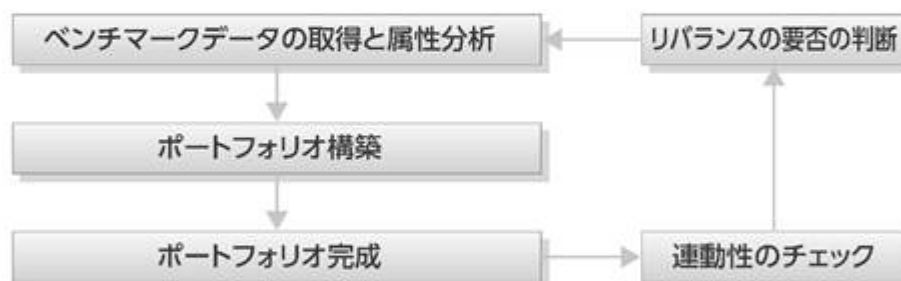 ベンチマークデータの取得と属性分析
リバランスの要否の判断
ポートフォリオ構築
ポートフォリオ完成
連動性のチェック